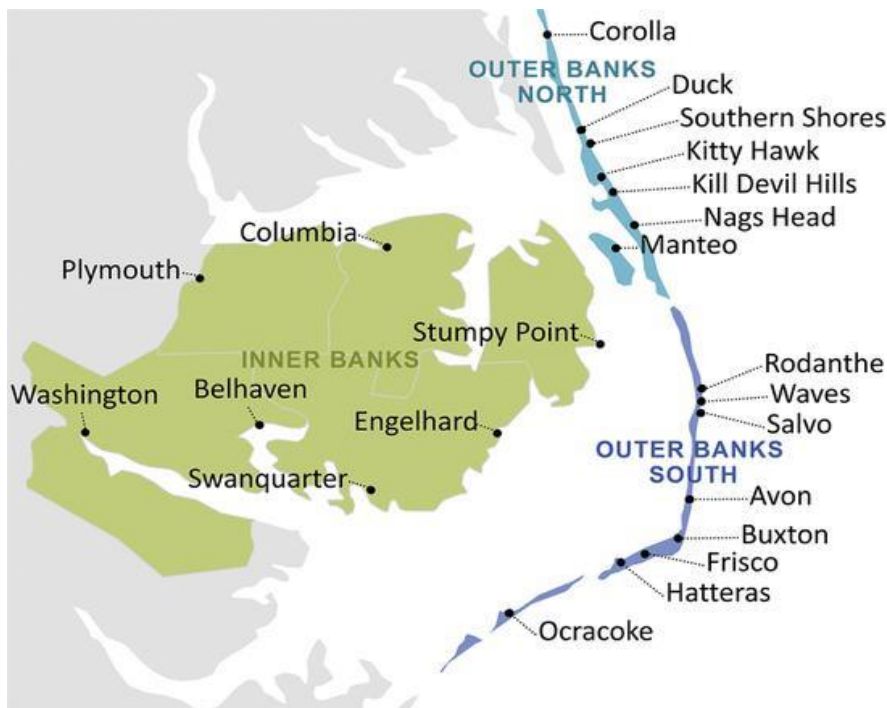 Corolla
OUTER BANKS
NORTH
Duck
Southern Shores
Kitty Hawk
Kill Devil Hills
Nags Head
Manteo
Columbia
Plymouth
Stumpy Point
INNER BANKS
Rodanthe
Waves
Salvo
Washington
Belhaven
Engelhard
OUTER BANKS
SOUTH
Swanquarter
Avon
Buxton
Frisco
Hatteras
Ocracoke